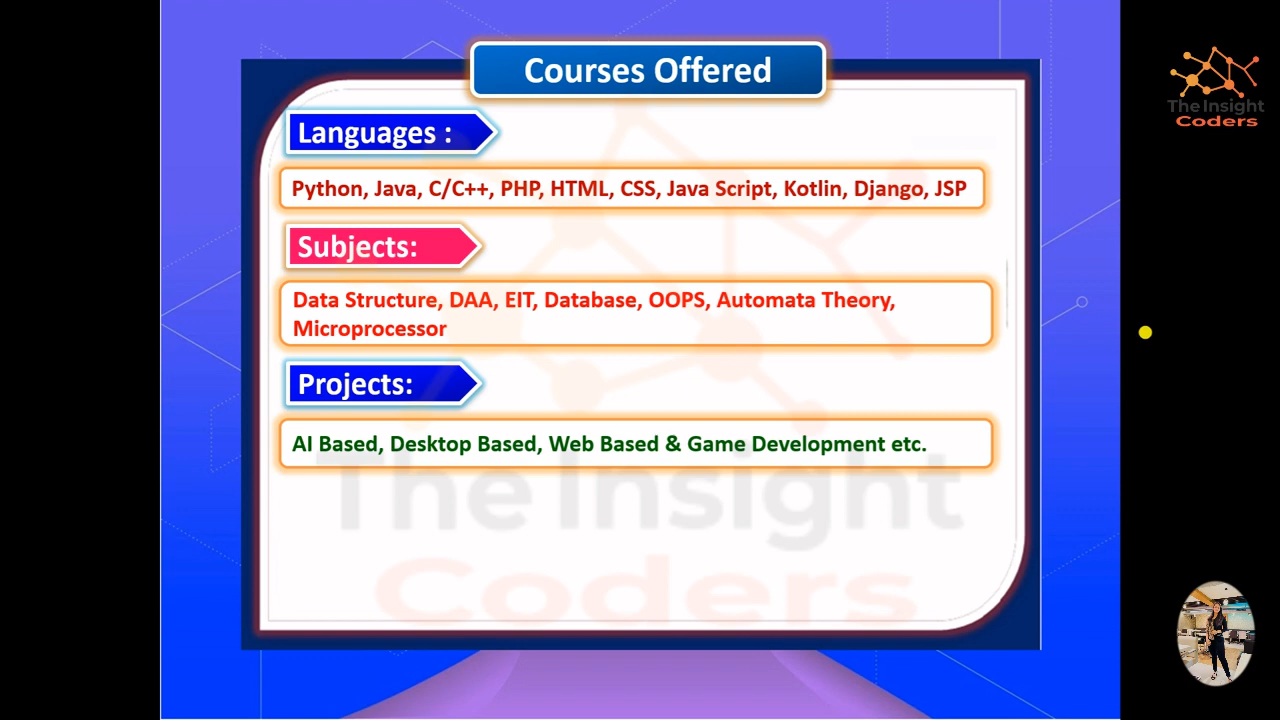 Courses Offered
The Insight
Coders
Languages :
Python, Java, C/C++, PHP, HTML, CSS, Java Script, Kotlin, Django, JSP
Subjects:
Data Structure, DAA, EIT, Database, OOPS, Automata Theory,
Microprocessor
Projects:
AI Based, Desktop Based, Web Based & Game Development etc.
The Insight
Coders